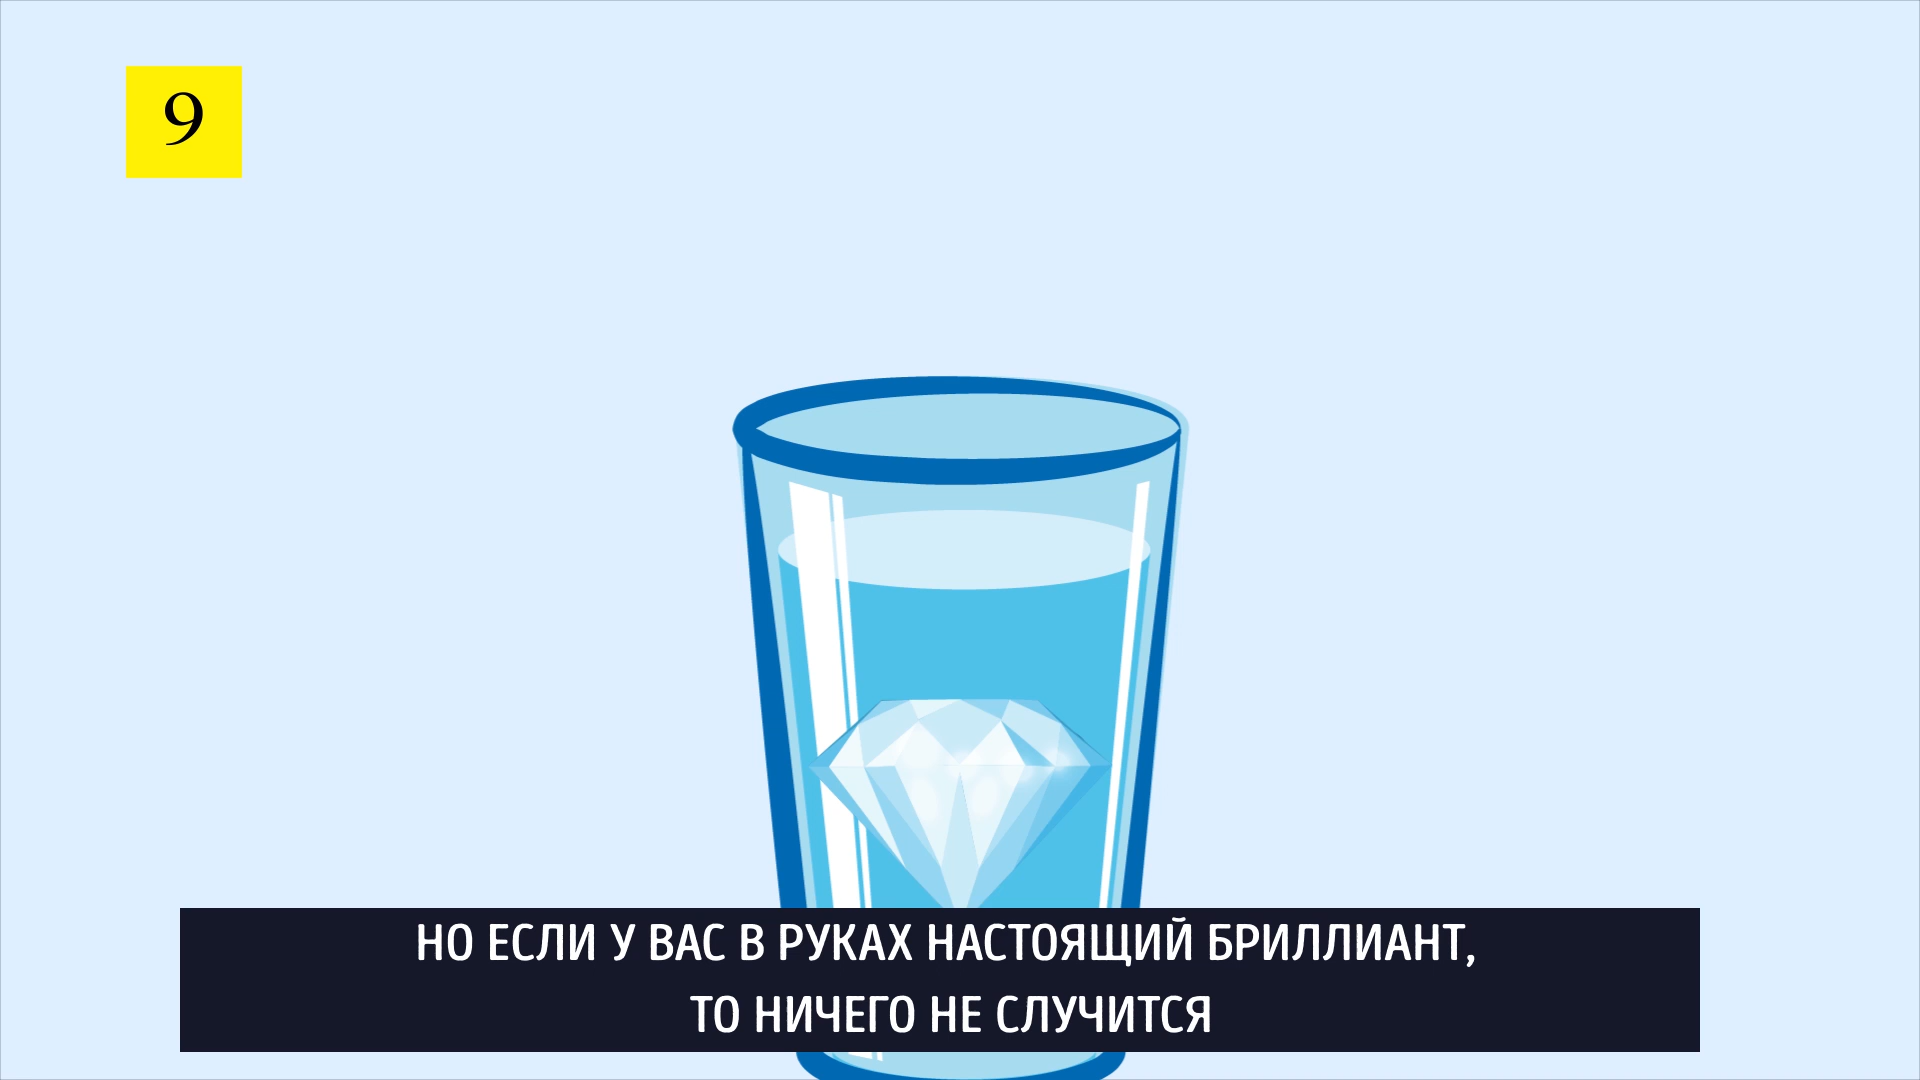 9
НО ЕСЛИ У ВАС В РУКАХ НАСТОЯЩИЙ БРИЛЛИАНТ,
ТО НИЧЕГО НЕ СЛУЧИТСЯ